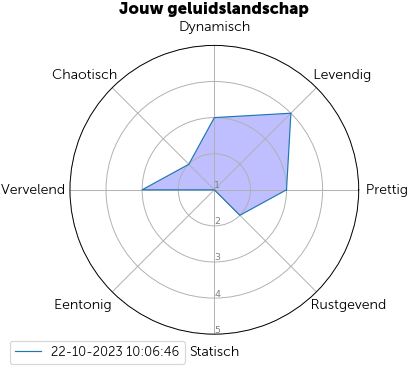 Jouw geluidslandschap
Dynamisch
Chaotisch
Levendig
Vervelend
1
Prettig
2
3
4
Eentonig
Rustgevend
5
22-10-2023 10:06:46
Statisch